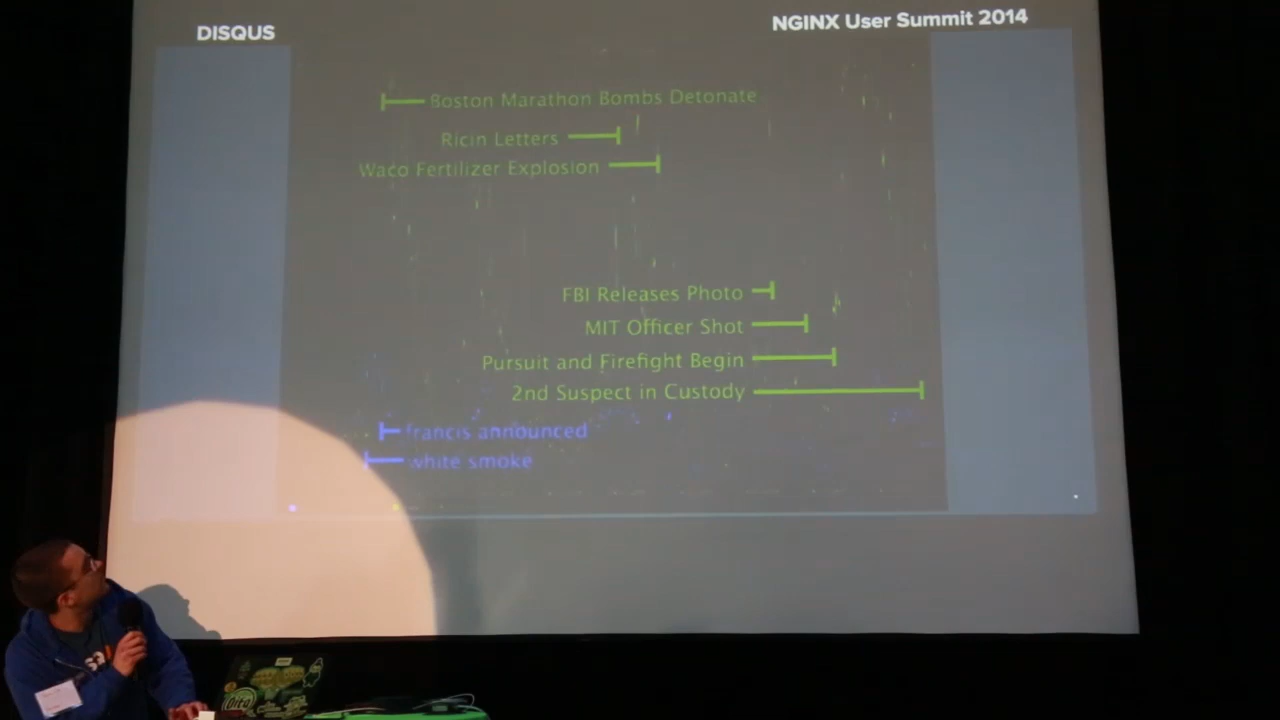 DISQUS
NGINX User Summit 2014
Boston Marathon Bombs Detonate
Ricin Letters
Waco Fertilizer Explosion
FBI Releases Photo
MIT Officer Shot
Pursuit and Firefight Begin
2nd Suspect in Custody
francis announced
white smoke